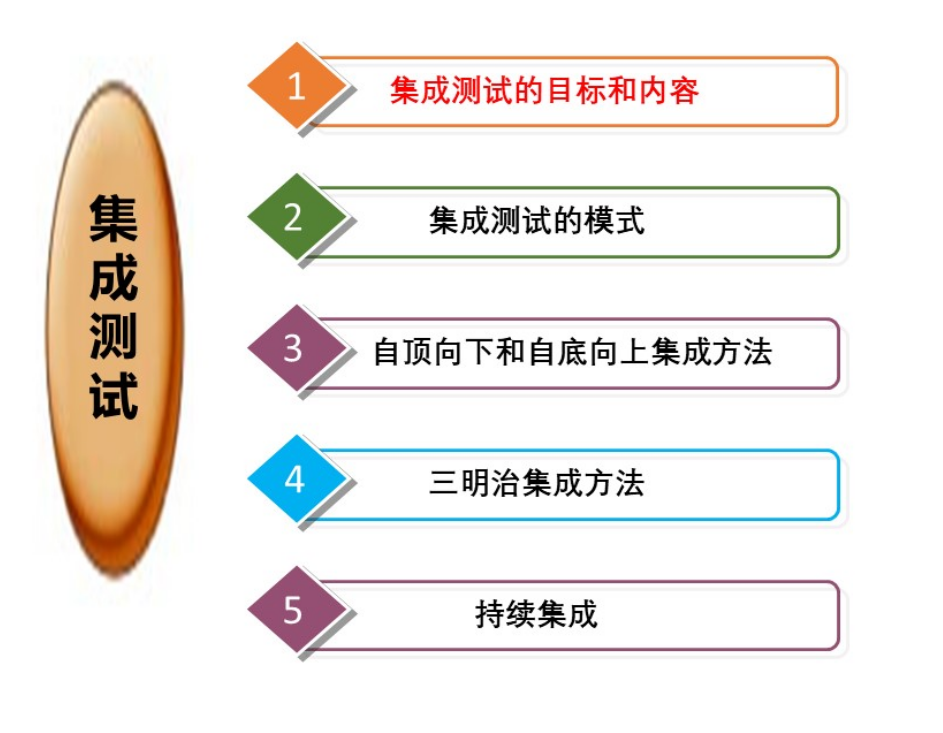 集成测试
1
集成测试的目标和内容
2
集成测试的模式
3
自顶向下和自底向上集成方法
4
三明治集成方法
5
持续集成